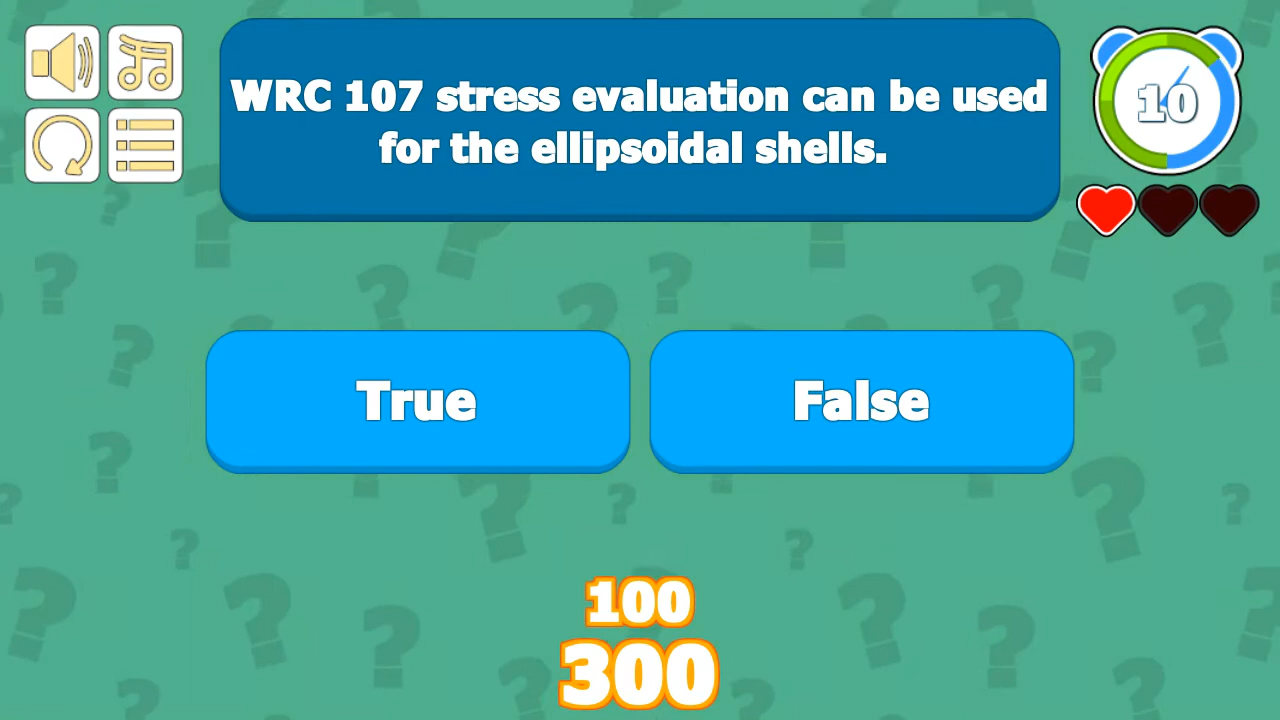 WRC 107 stress evaluation can be used
for the ellipsoidal shells.
10
True
False
100
300